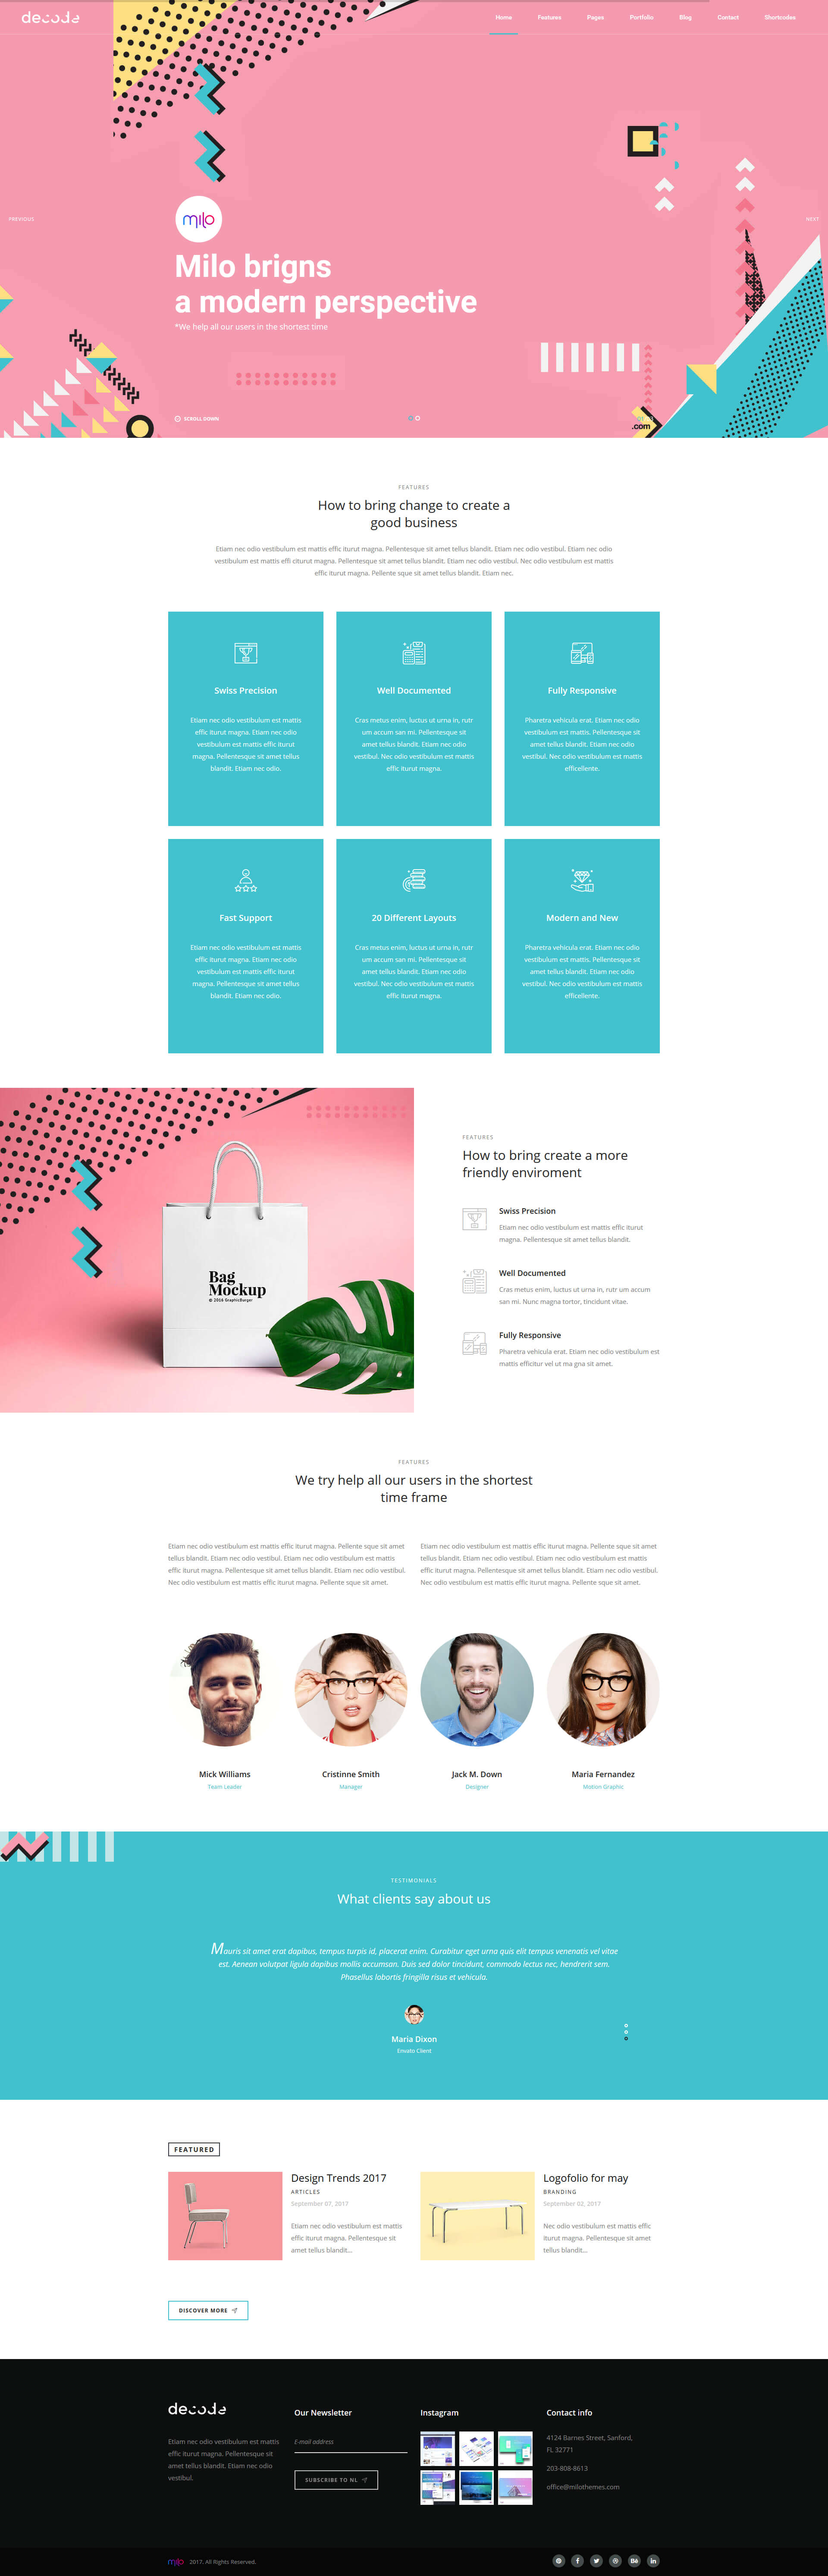 decode
Home Features Pages Portfolio Blog Contact Shortcodes
PREVIOUS
NEXT
milo
Milo brigns
a modern perspective
*We help all our users in the shortest time
SCROLL DOWN
.com
FEATURES
How to bring change to create a
good business
Etiam nec odio vestibulum est mattis effic iturut magna. Pellentesque sit amet tellus blandit. Etiam nec odio vestibul. Etiam nec odio
vestibulum est mattis effi citurut magna. Pellentesque sit amet tellus blandit. Etiam nec odio vestibul. Nec odio vestibulum est mattis
effic iturut magna. Pellente sque sit amet tellus blandit. Etiam nec.
Swiss Precision
Etiam nec odio vestibulum est mattis
effic iturut magna. Etiam nec odio
vestibulum est mattis effic iturut
magna. Pellentesque sit amet tellus
blandit. Etiam nec odio.
Well Documented
Cras metus enim, luctus ut urna in, rutr
um accum san mi. Pellentesque sit
amet tellus blandit. Etiam nec odio
vestibul. Nec odio vestibulum est mattis
effic iturut magna.
Fully Responsive
Pharetra vehicula erat. Etiam nec odio
vestibulum est mattis. Pellentesque sit
amet tellus blandit. Etiam nec odio
vestibul. Nec odio vestibulum est mattis
efficellente.
Fast Support
Etiam nec odio vestibulum est mattis
effic iturut magna. Etiam nec odio
vestibulum est mattis effic iturut
magna. Pellentesque sit amet tellus
blandit. Etiam nec odio.
20 Different Layouts
Cras metus enim, luctus ut urna in, rutr
um accum san mi. Pellentesque sit
amet tellus blandit. Etiam nec odio
vestibul. Nec odio vestibulum est mattis
effic iturut magna.
Modern and New
Pharetra vehicula erat. Etiam nec odio
vestibulum est mattis. Pellentesque sit
amet tellus blandit. Etiam nec odio
vestibul. Nec odio vestibulum est mattis
efficellente.
Bag
Mockup
© 2016 GraphicBurger
FEATURES
How to bring create a more
friendly enviroment
Swiss Precision
Etiam nec odio vestibulum est mattis effic iturut
magna. Pellentesque sit amet tellus blandit.
Well Documented
Cras metus enim, luctus ut urna in, rutr um accum
san mi. Nunc magna tortor, tincidunt vitae.
Fully Responsive
Pharetra vehicula erat. Etiam nec odio vestibulum est
mattis efficitur vel ut ma gna sit amet.
FEATURES
We try help all our users in the shortest
time frame
Etiam nec odio vestibulum est mattis effic iturut magna. Pellente sque sit amet
tellus blandit. Etiam nec odio vestibul. Etiam nec odio vestibulum est mattis
effic iturut magna. Pellentesque sit amet tellus blandit. Etiam nec odio vestibul.
Nec odio vestibulum est mattis effic iturut magna. Pellente sque sit amet.
Etiam nec odio vestibulum est mattis effic iturut magna. Pellente sque sit amet
tellus blandit. Etiam nec odio vestibul. Etiam nec odio vestibulum est mattis
effic iturut magna. Pellentesque sit amet tellus blandit. Etiam nec odio vestibul.
Nec odio vestibulum est mattis effic iturut magna. Pellente sque sit amet.
Mick Williams
Team Leader
Cristinne Smith
Manager
Jack M. Down
Designer
Maria Fernandez
Motion Graphic
TESTIMONIALS
What clients say about us
Mauris sit amet erat dapibus, tempus turpis id, placerat enim. Curabitur eget urna quis elit tempus venenatis vel vitae
est. Aenean volutpat ligula dapibus mollis accumsan. Duis sed dolor tincidunt, commodo lectus nec, hendrerit sem.
Phasellus lobortis fringilla risus et vehicula.
Maria Dixon
Envato Client
FEATURED
Design Trends 2017
ARTICLES
September 07, 2017
Etiam nec odio vestibulum est mattis
effic iturut magna. Pellentesque sit
amet tellus blandit...
Logofolio for may
BRANDING
September 02, 2017
Nec odio vestibulum est mattis effic
iturut magna. Pellentesque sit amet
tellus blandit...
DISCOVER MORE
decode
Etiam nec odio vestibulum est mattis
effic iturut magna. Pellentesque sit
amet tellus blandit. Etiam nec odio
vestibul.
Our Newsletter
E-mail address
SUBSCRIBE TO NL
Instagram
Contact info
4124 Barnes Street, Sanford,
FL 32771
203-808-8613
office@milothemes.com
milo 2017. All Rights Reserved.